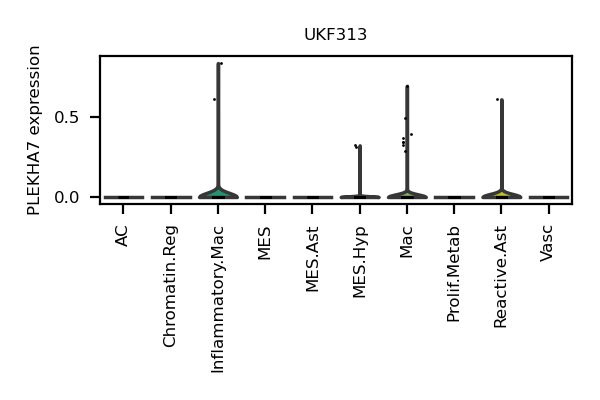 UKF313
PLEKHA7 expression
0.5
0.0
AC
Chromatin.Reg
Inflammatory.Mac
MES
MES.Ast
MES.Hyp
Mac
Prolif.Metab
Reactive.Ast
Vasc